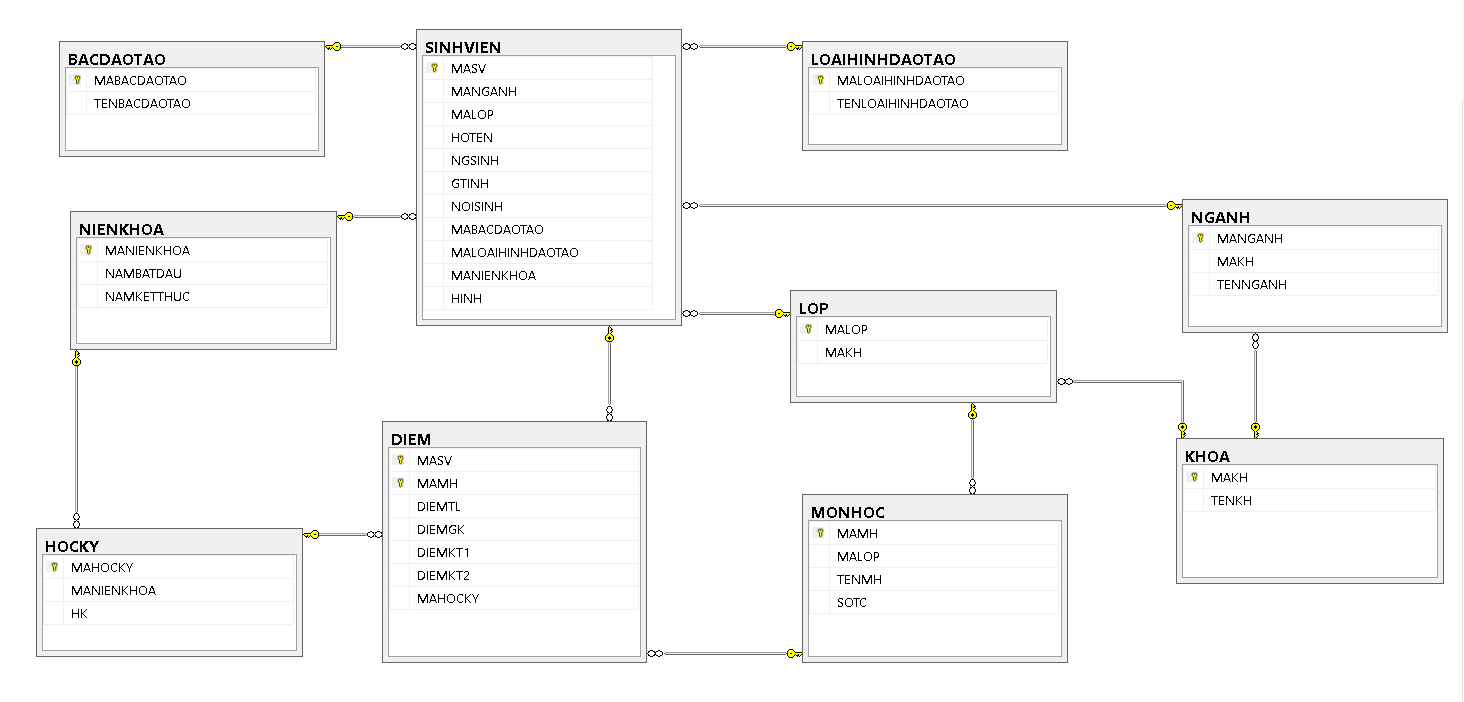 BACDAOTAO
MABACDAOTAO
TENBACDAOTAO
SINHVIEN
MASV
MANGANH
MALOP
HOTEN
NGSINH
GTINH
NOISINH
MABACDAOTAO
MALOAIHINHDAOTAO
MANIENKHOA
HINH
LOAIHINHDAOTAO
MALOAIHINHDAOTAO
TENLOAIHINHDAOTAO
NIENKHOA
MANIENKHOA
NAMBATDAU
NAMKETTHUC
NGANH
MANGANH
MAKH
TENNGANH
LOP
MALOP
MAKH
DIEM
MASV
MAMH
DIEMTL
DIEMGK
DIEMKT1
DIEMKT2
MAHOCKY
KHOA
MAKH
TENKH
HOCKY
MAHOCKY
MANIENKHOA
HK
MONHOC
MAMH
MALOP
TENMH
SOTC